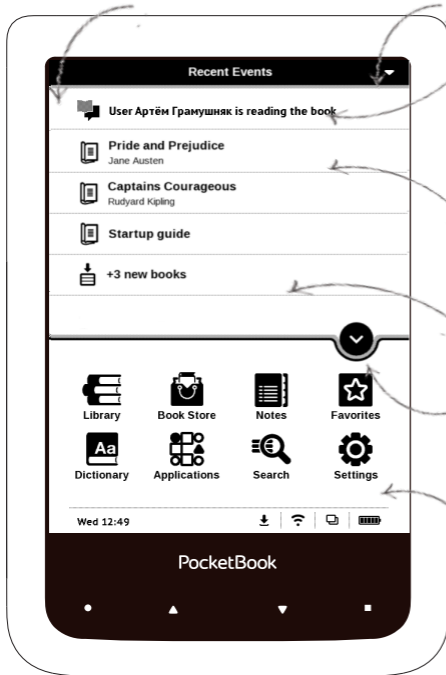 Recent Events
User Артём Грамушняк is reading the book
Pride and Prejudice
Jane Austen
Captains Courageous
Rudyard Kipling
Startup guide
+3 new books
Library Book Store Notes Favorites
Aa
Dictionary Applications Search Settings
Wed 12:49
PocketBook